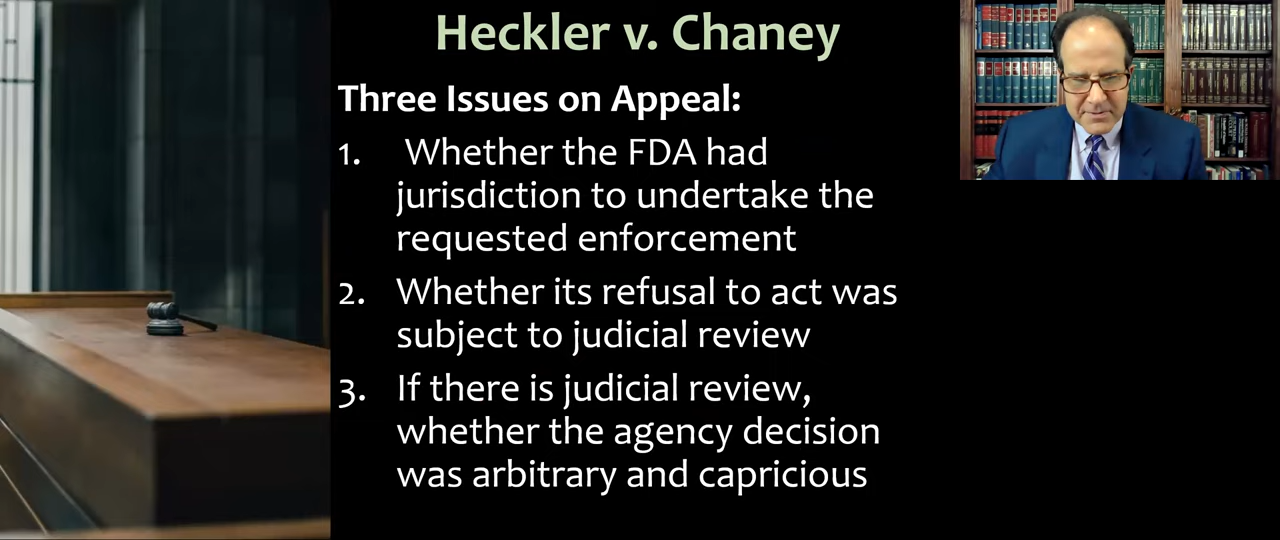 Heckler v. Chaney
Three Issues on Appeal:
1. Whether the FDA had
jurisdiction to undertake the
requested enforcement
2. Whether its refusal to act was
subject to judicial review
3. If there is judicial review,
whether the agency decision
was arbitrary and capricious